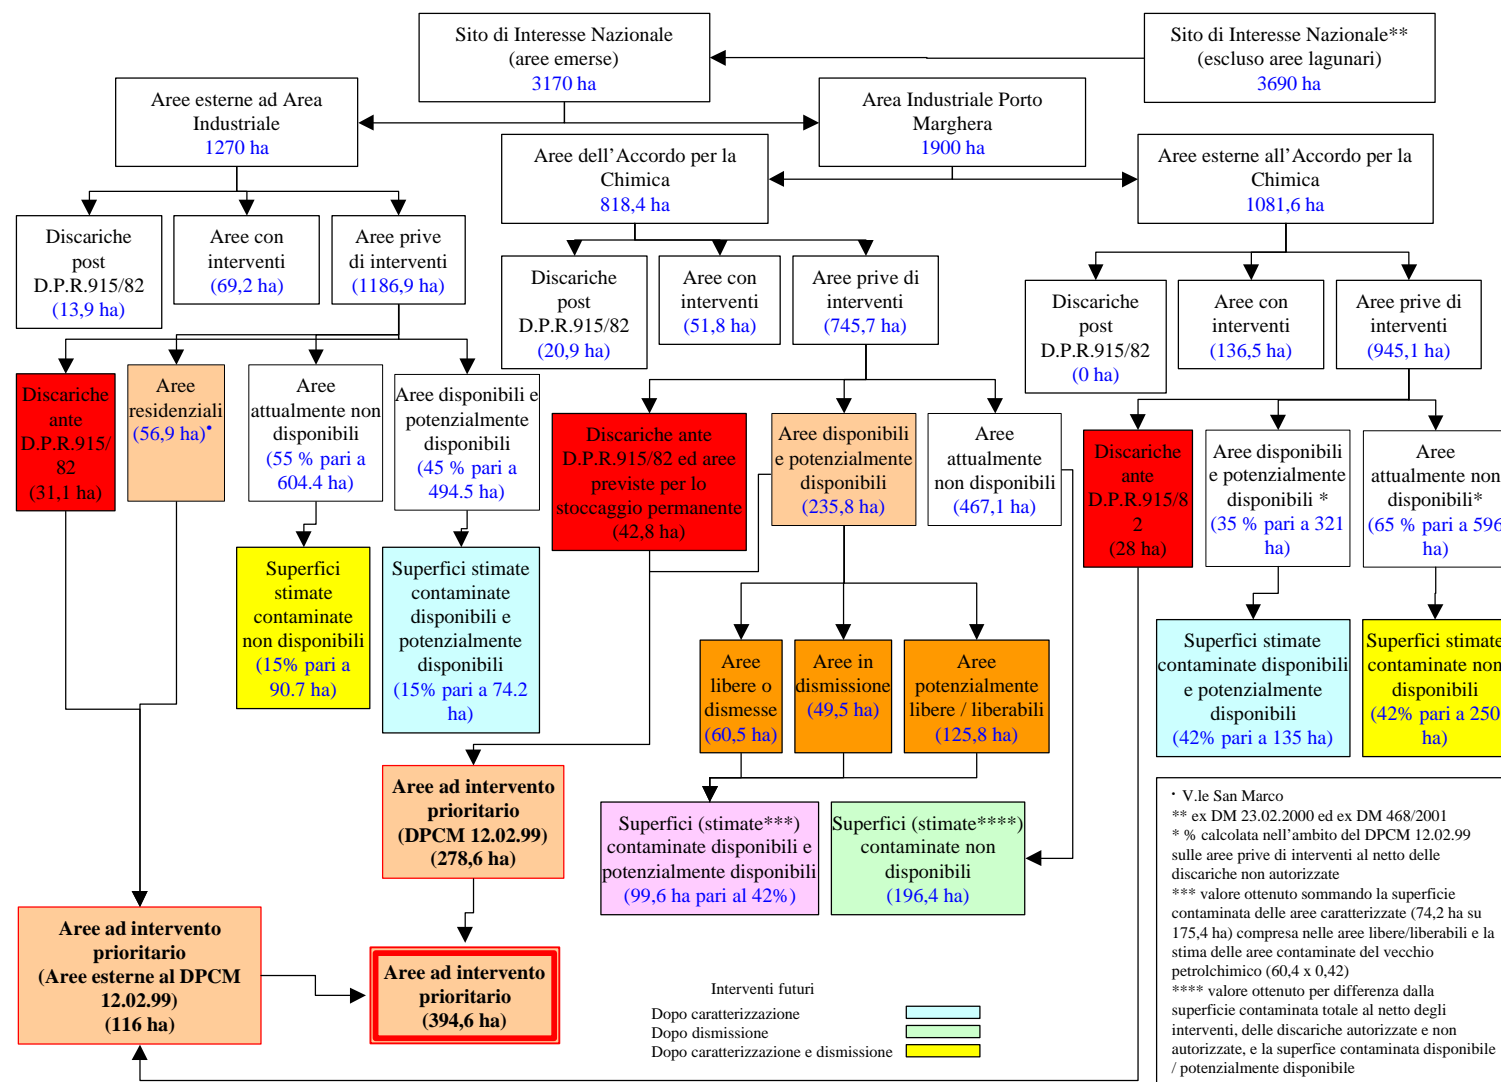 Sito di Interesse Nazionale
(aree emerse)
3170 ha
Sito di Interesse Nazionale**
(escluso aree lagunari)
3690 ha
Aree esterne ad Area
Industriale
1270 ha
Area Industriale Porto
Marghera
1900 ha
Aree dell'Accordo per la
Chimica
818,4 ha
Aree esterne all'Accordo per la
Chimica
1081,6 ha
Discariche
post
D.P.R.915/82
(13,9 ha)
Aree con
interventi
(69,2 ha)
Aree prive
di interventi
(1186,9 ha)
Discariche
post
D.P.R.915/82
(20,9 ha)
Aree con
interventi
(51,8 ha)
Aree prive di
interventi
(745,7 ha)
Discariche
post
D.P.R.915/82
(0 ha)
Aree con
interventi
(136,5 ha)
Aree prive di
interventi
(945,1 ha)
Discariche
ante
D.P.R.915/
82
(31,1 ha)
Aree
residenziali
(56,9 ha)•
Aree
attualmente non
disponibili
(55 % pari a
604.4 ha)
Aree disponibili e
potenzialmente
disponibili
(45 % pari a
494.5 ha)
Discariche ante
D.P.R.915/82 ed aree
previste per lo
stoccaggio permanente
(42,8 ha)
Aree disponibili
e potenzialmente
disponibili
(235,8 ha)
Aree
attualmente
non disponibili
(467,1 ha)
Discariche
ante
D.P.R.915/8
2
(28 ha)
Aree disponibili
e potenzialmente
disponibili *
(35 % pari a 321
ha)
Aree
attualmente non
disponibili*
(65 % pari a 596
ha)
Superfici
stimate
contaminate
non disponibili
(15% pari a
90.7 ha)
Superfici stimate
contaminate
disponibili e
potenzialmente
disponibili
(15% pari a 74.2
ha)
Aree
libere o
dismesse
(60,5 ha)
Aree in
dismissione
(49,5 ha)
Aree
potenzialmente
libere / liberabili
(125,8 ha)
Superfici stimate
contaminate disponibili
e potenzialmente
disponibili
(42% pari a 135 ha)
Superfici stimate
contaminate non
disponibili
(42% pari a 250
ha)
Aree ad intervento
prioritario
(DPCM 12.02.99)
(278,6 ha)
Superfici (stimate***)
contaminate disponibili e
potenzialmente disponibili
(99,6 ha pari al 42%)
Superfici (stimate****)
contaminate non
disponibili
(196,4 ha)
Aree ad intervento
prioritario
(Aree esterne al DPCM
12.02.99)
(116 ha)
Aree ad intervento
prioritario
(394,6 ha)
Interventi futuri
Dopo caratterizzazione
Dopo dismissione
Dopo caratterizzazione e dismissione
• V.le San Marco
** ex DM 23.02.2000 ed ex DM 468/2001
* % calcolata nell'ambito del DPCM 12.02.99
sulle aree prive di interventi al netto delle
discariche non autorizzate
*** valore ottenuto sommando la superficie
contaminata delle aree caratterizzate (74,2 ha su
175,4 ha) compresa nelle aree libere/liberabili e la
stima delle aree contaminate del vecchio
petrolchimico (60,4 x 0,42)
**** valore ottenuto per differenza dalla
superficie contaminata totale al netto degli
interventi, delle discariche autorizzate e non
autorizzate, e la superfice contaminata disponibile
/ potenzialmente disponibile